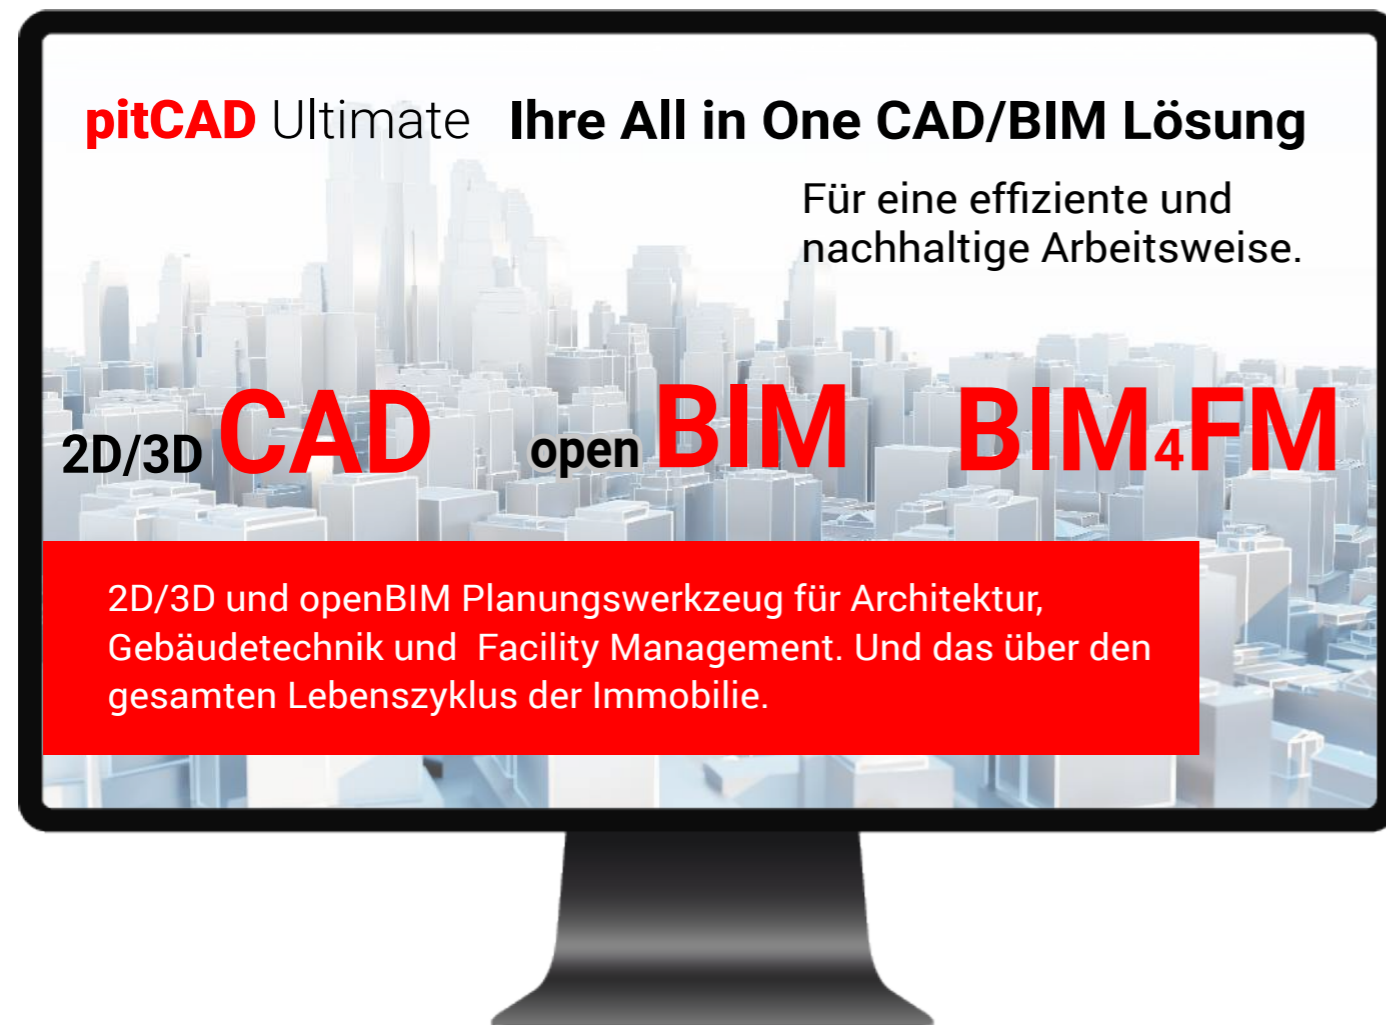 pitCAD Ultimate Ihre All in One CAD/BIM Lösung
Für eine effiziente und
nachhaltige Arbeitsweise.
2D/3D CAD open BIM BIM4FM
2D/3D und openBIM Planungswerkzeug für Architektur,
Gebäudetechnik und Facility Management. Und das über den
gesamten Lebenszyklus der Immobilie.